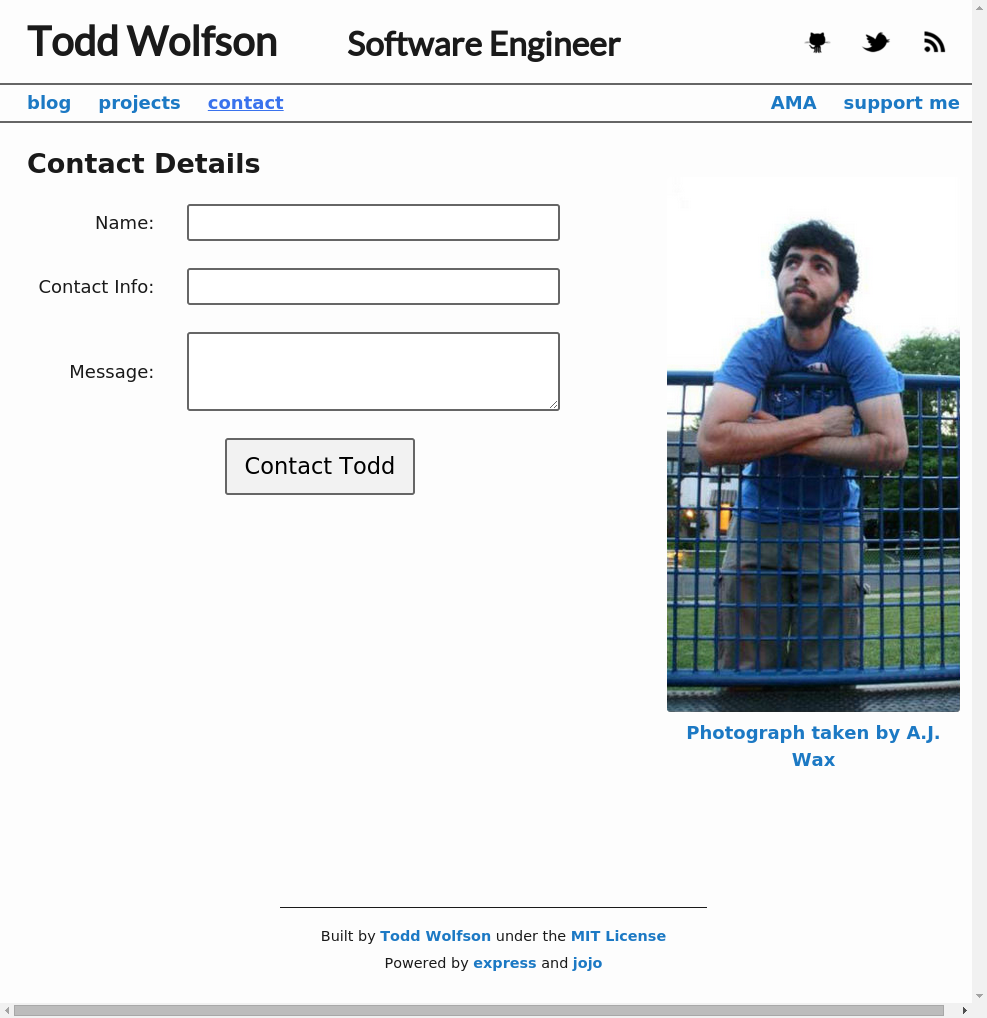 Todd Wolfson
Software Engineer
blog projects contact AMA support me
Contact Details
Name:
Contact Info:
Message:
Contact Todd
Photograph taken by A.J.
Wax
Built by Todd Wolfson under the MIT License
Powered by express and jojo